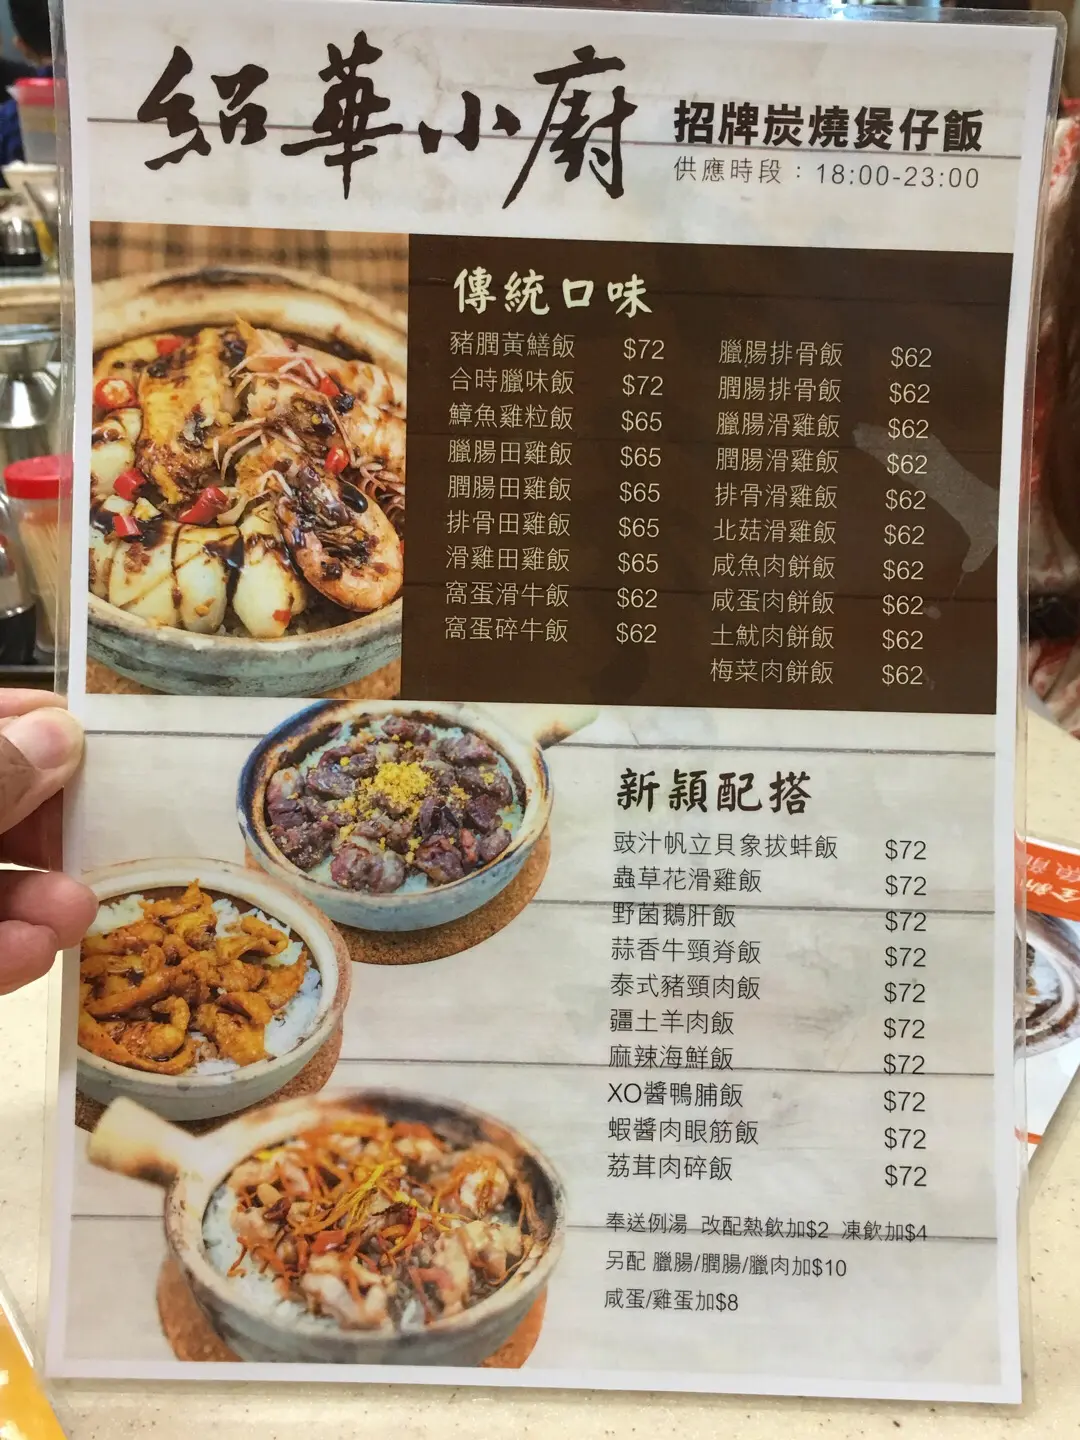 紹華小廚
招牌炭燒煲仔飯
供應時段：18:00-23:00
傳統口味
豬膶黃鱔飯 $72
合時臘味飯 $72
鱆魚雞粒飯 $65
臘腸田雞飯 $65
膶腸田雞飯 $65
排骨田雞飯 $65
滑雞田雞飯 $65
窩蛋滑牛飯 $62
窩蛋碎牛飯 $62
臘腸排骨飯 $62
膶腸排骨飯 $62
臘腸滑雞飯 $62
膶腸滑雞飯 $62
排骨滑雞飯 $62
北菇滑雞飯 $62
咸魚肉餅飯 $62
咸蛋肉餅飯 $62
土魷肉餅飯 $62
梅菜肉餅飯 $62
新穎配搭
豉汁帆立貝象拔蚌飯 $72
蟲草花滑雞飯 $72
野菌鵝肝飯 $72
蒜香牛頸脊飯 $72
泰式豬頸肉飯 $72
疆土羊肉飯 $72
麻辣海鮮飯 $72
XO醬鴨脯飯 $72
蝦醬肉眼筋飯 $72
荔茸肉碎飯 $72
奉送例湯 改配熱飲加$2 凍飲加$4
另配 臘腸/膶腸/臘肉加$10
咸蛋/雞蛋加$8